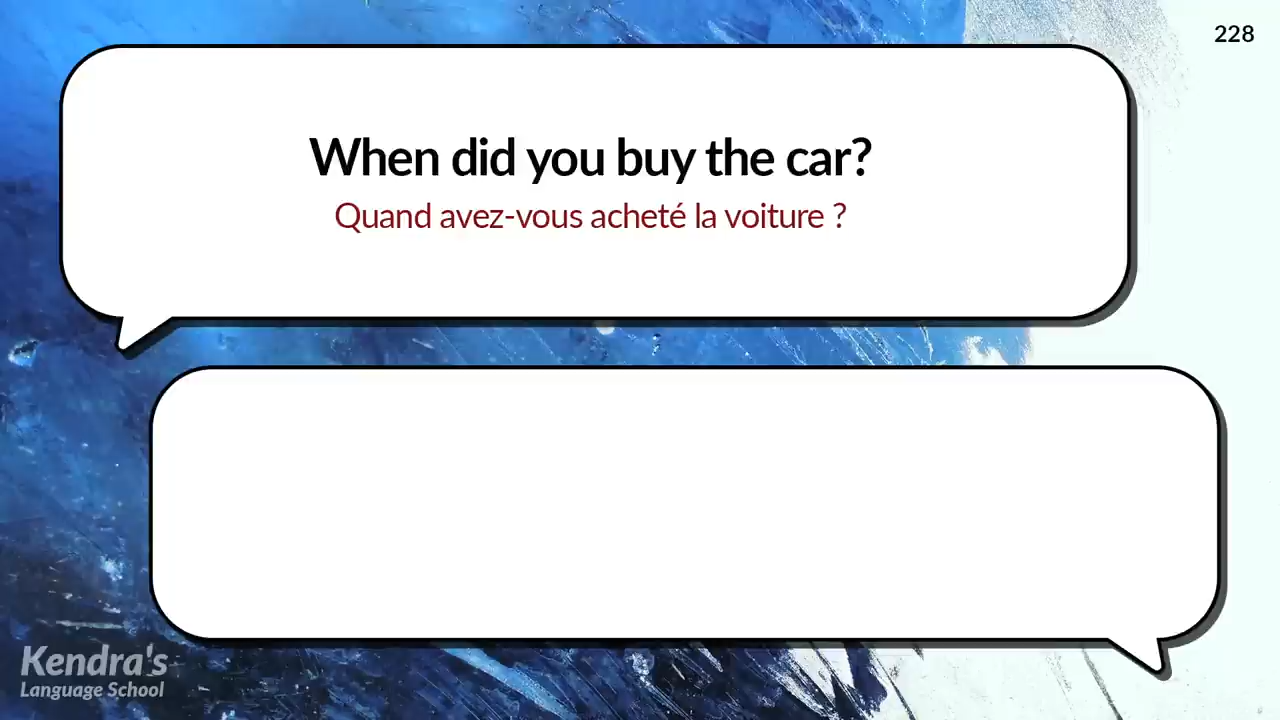 228
When did you buy the car?
Quand avez-vous acheté la voiture ?
Kendra's
Language School